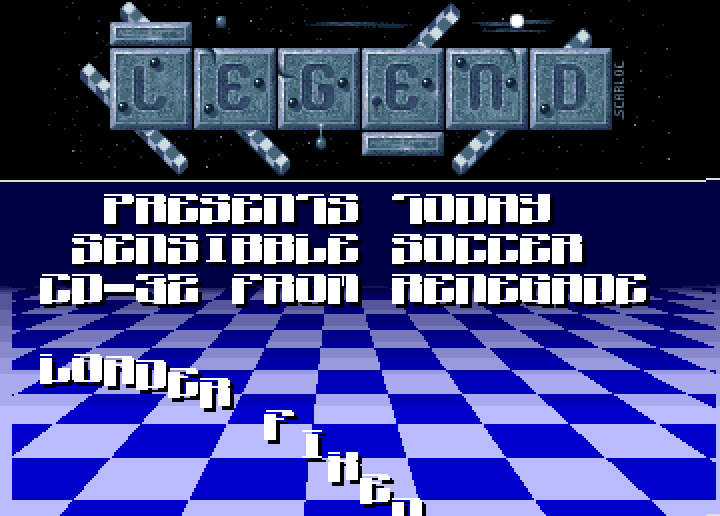 LEGEND
SCARLOC
PRESENTS TODAY
SENSIBBLE SOCCER
CD-32 FROM RENEGADE
LOADER FIXED